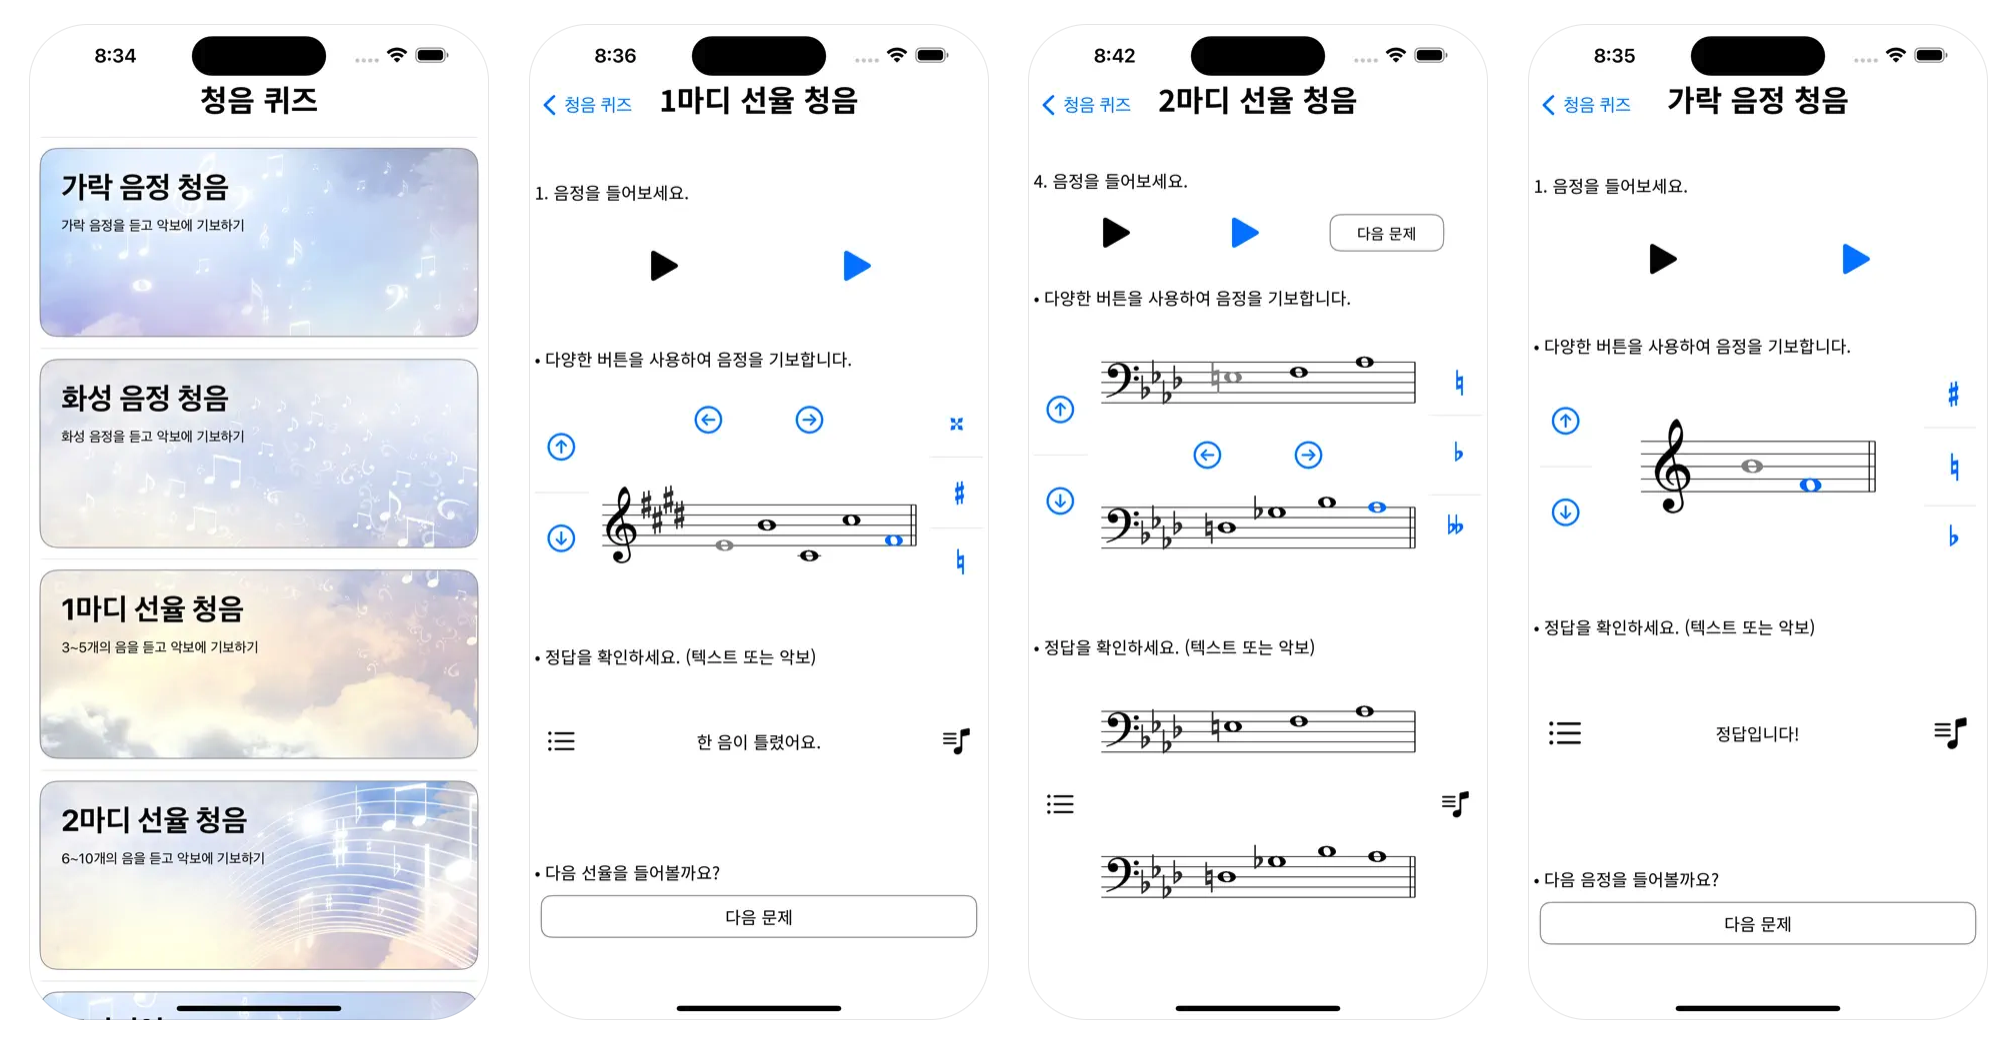 8:34
청음 퀴즈
가락 음정 청음
가락 음정을 듣고 악보에 기보하기
화성 음정 청음
화성 음정을 듣고 악보에 기보하기
1마디 선율 청음
3~5개의 음을 듣고 악보에 기보하기
2마디 선율 청음
6~10개의 음을 듣고 악보에 기보하기
8:36
청음 퀴즈
1마디 선율 청음
1. 음정을 들어보세요.
• 다양한 버튼을 사용하여 음정을 기보합니다.
• 정답을 확인하세요. (텍스트 또는 악보)
한 음이 틀렸어요.
• 다음 선율을 들어볼까요?
다음 문제
8:42
청음 퀴즈
2마디 선율 청음
4. 음정을 들어보세요.
다음 문제
• 다양한 버튼을 사용하여 음정을 기보합니다.
• 정답을 확인하세요. (텍스트 또는 악보)
8:35
청음 퀴즈
가락 음정 청음
1. 음정을 들어보세요.
• 다양한 버튼을 사용하여 음정을 기보합니다.
• 정답을 확인하세요. (텍스트 또는 악보)
정답입니다!
• 다음 음정을 들어볼까요?
다음 문제